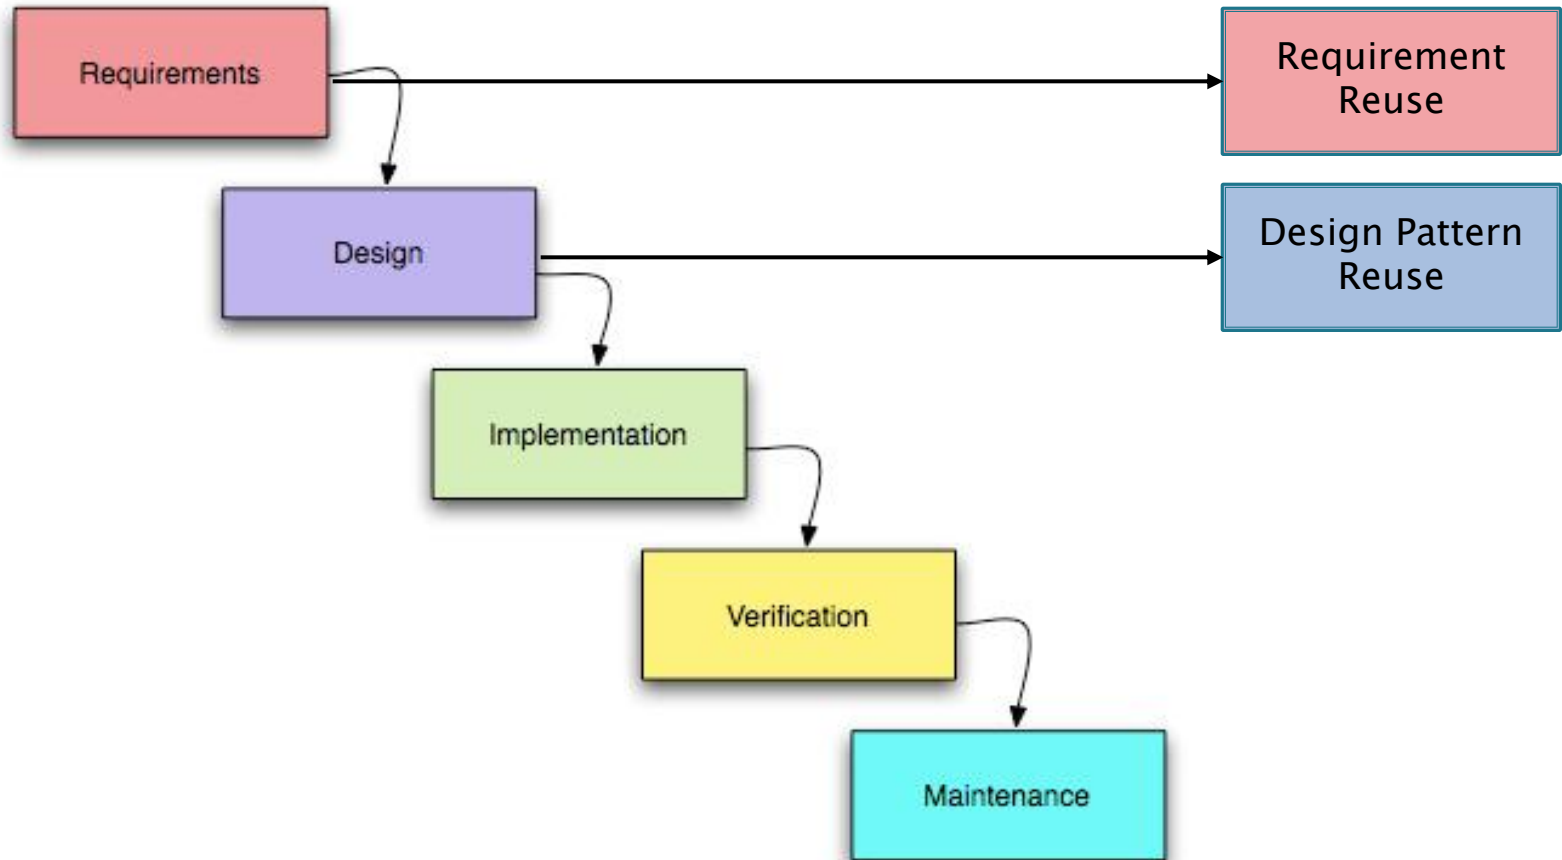 Requirements
Requirement
Reuse
Design
Design Pattern
Reuse
Implementation
Verification
Maintenance